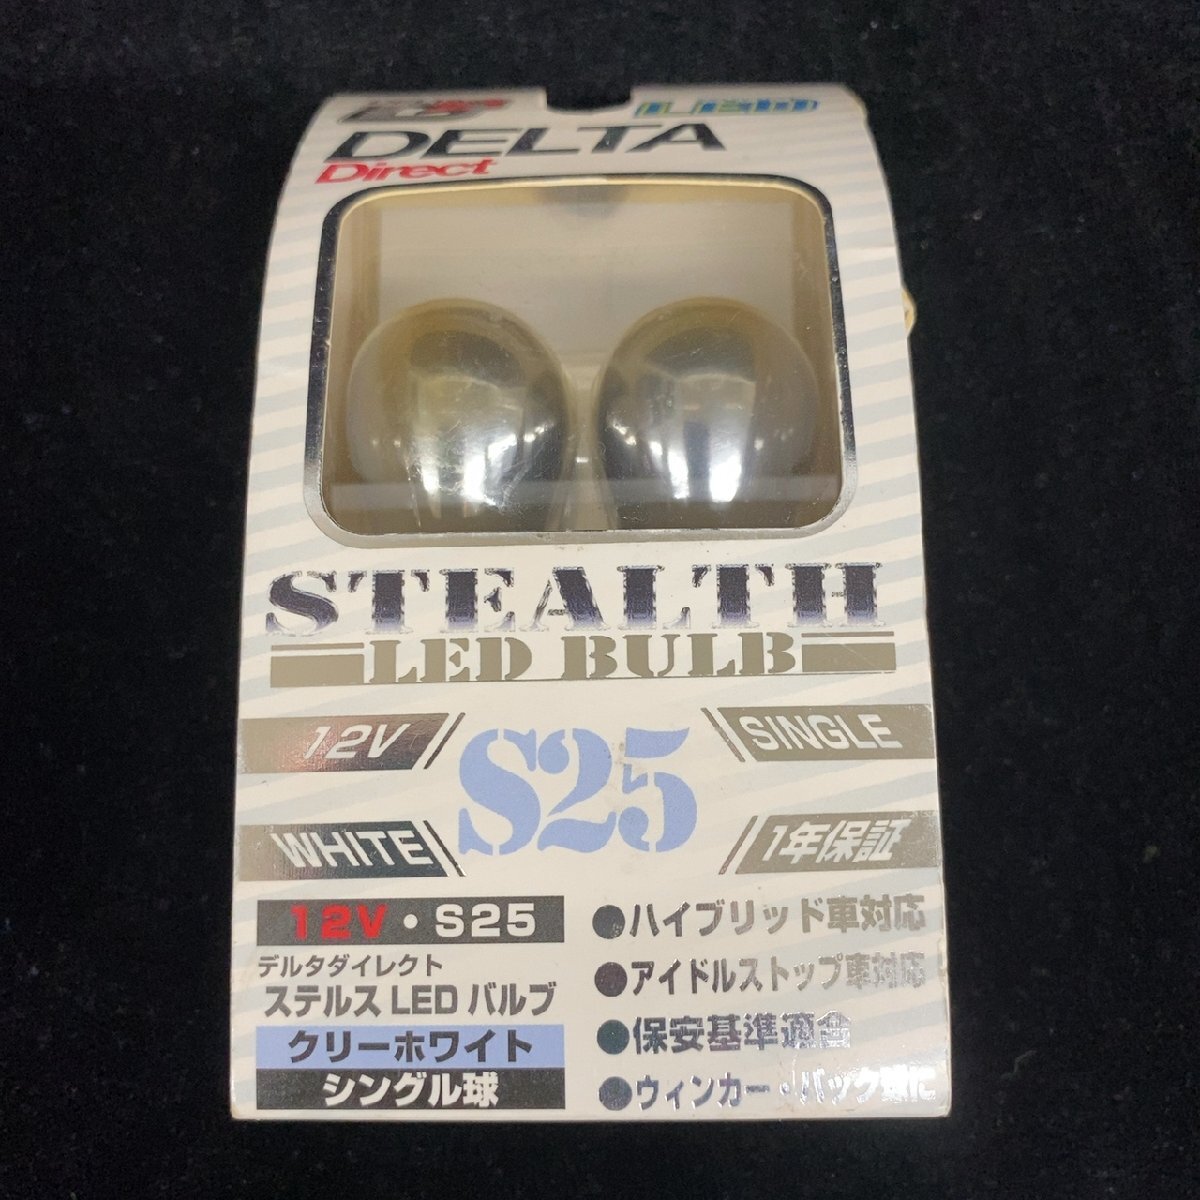 LED
DELTA
Direct
STEALTH
LED BULB
12V
S25
SINGLE
WHITE
1年保証
12V・S25
デルタダイレクト
ステルス LED バルブ
クリーホワイト
シングル球
●ハイブリッド車対応
●アイドルストップ車対応
●保安基準適合
●ウィンカー・バック球に